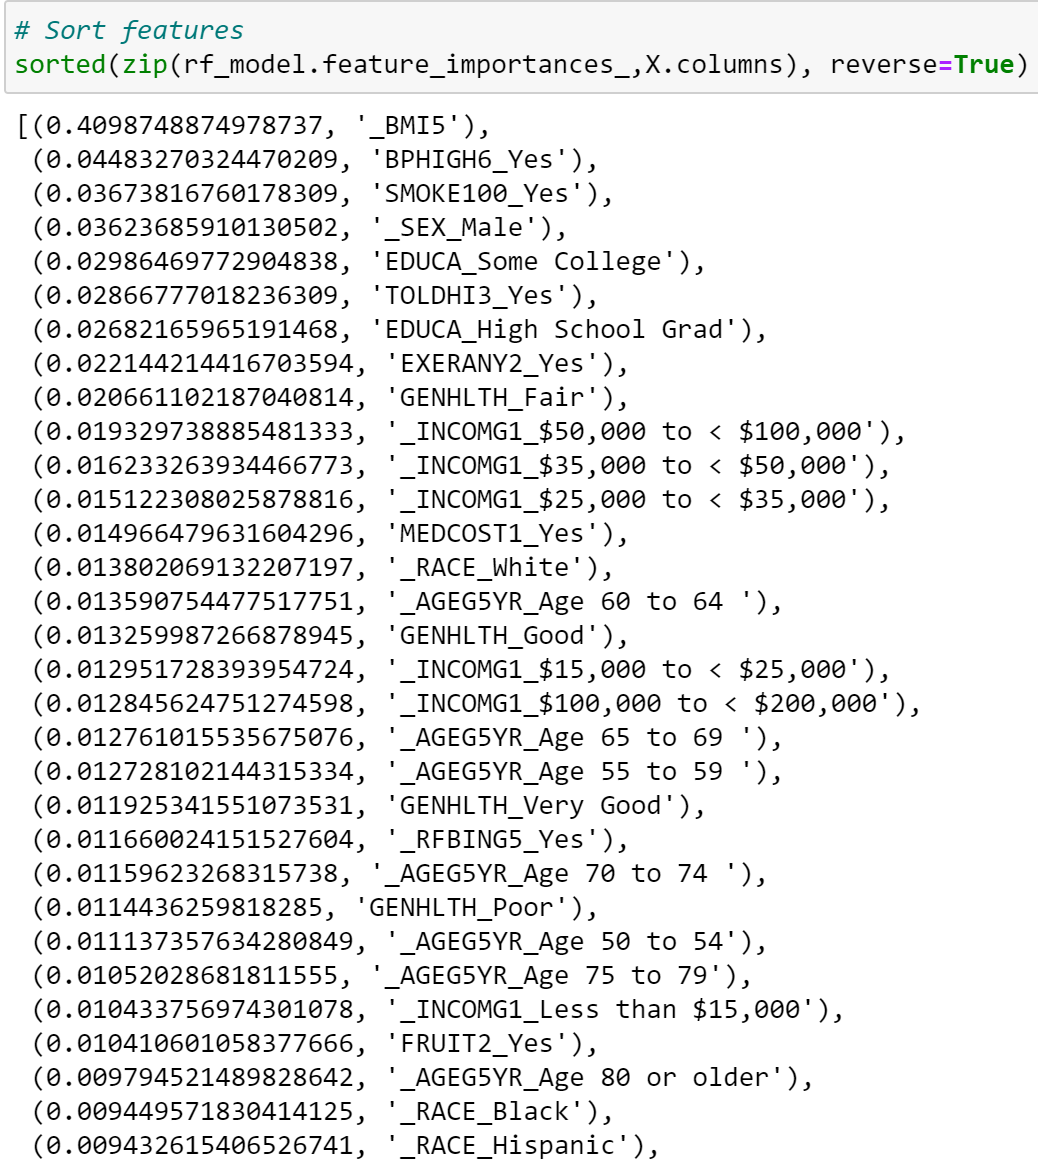 # Sort features
sorted(zip(rf_model.feature_importances_,X.columns), reverse=True)
[(0.4098748874978737, '_BMI5'),
(0.04483270324470209, 'BPHIGH6_Yes'),
(0.03673816760178309, 'SMOKE100_Yes'),
(0.03623685910130502, '_SEX_Male'),
(0.02986469772904838, 'EDUCA_Some College'),
(0.02866777018236309, 'TOLDHI3_Yes'),
(0.02682165965191468, 'EDUCA_High School Grad'),
(0.022144214416703594, 'EXERANY2_Yes'),
(0.020661102187040814, 'GENHLTH_Fair'),
(0.019329738885481333, '_INCOMG1_$50,000 to < $100,000'),
(0.016233263934466773, '_INCOMG1_$35,000 to < $50,000'),
(0.015122308025878816, '_INCOMG1_$25,000 to < $35,000'),
(0.014966479631604296, 'MEDCOST1_Yes'),
(0.013802069132207197, '_RACE_White'),
(0.013590754477517751, '_AGEG5YR_Age 60 to 64 '),
(0.013259987266878945, 'GENHLTH_Good'),
(0.012951728393954724, '_INCOMG1_$15,000 to < $25,000'),
(0.012845624751274598, '_INCOMG1_$100,000 to < $200,000'),
(0.012761015535675076, '_AGEG5YR_Age 65 to 69 '),
(0.012728102144315334, '_AGEG5YR_Age 55 to 59 '),
(0.011925341551073531, 'GENHLTH_Very Good'),
(0.011660024151527604, '_RFBING5_Yes'),
(0.01159623268315738, '_AGEG5YR_Age 70 to 74 '),
(0.0114436259818285, 'GENHLTH_Poor'),
(0.011137357634280849, '_AGEG5YR_Age 50 to 54'),
(0.01052028681811555, '_AGEG5YR_Age 75 to 79'),
(0.010433756974301078, '_INCOMG1_Less than $15,000'),
(0.010410601058377666, 'FRUIT2_Yes'),
(0.009794521489828642, '_AGEG5YR_Age 80 or older'),
(0.009449571830414125, '_RACE_Black'),
(0.009432615406526741, '_RACE_Hispanic'),